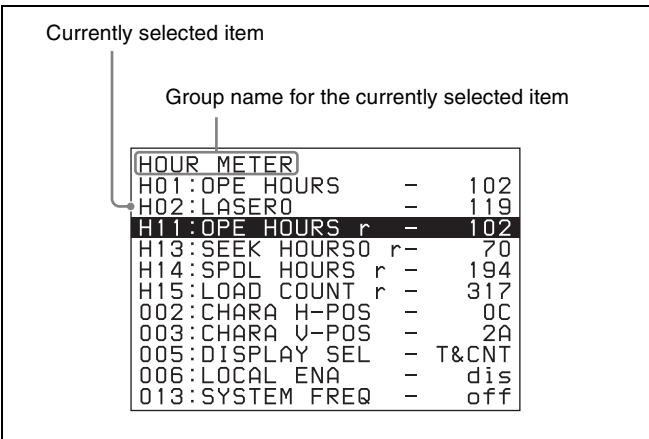 Currently selected item
Group name for the currently selected item
HOUR METER
H01:OPE HOURS - 102
H02:LASER0 - 119
H11:OPE HOURS r - 102
H13:SEEK HOURS0 r- 70
H14:SPDL HOURS r - 194
H15:LOAD COUNT r - 317
002:CHARA H-POS - 0C
003:CHARA V-POS - 2A
005:DISPLAY SEL - T&CNT
006:LOCAL ENA - dis
013:SYSTEM FREQ - off